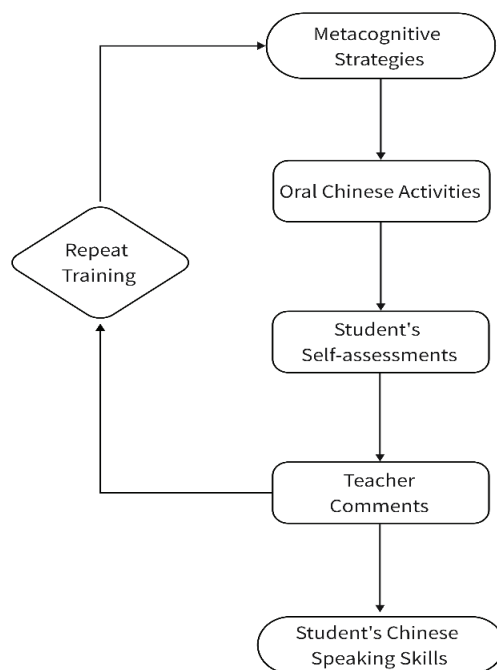 Metacognitive
Strategies
Oral Chinese Activities
Repeat
Training
Student's
Self-assessments
Teacher
Comments
Student's Chinese
Speaking Skills